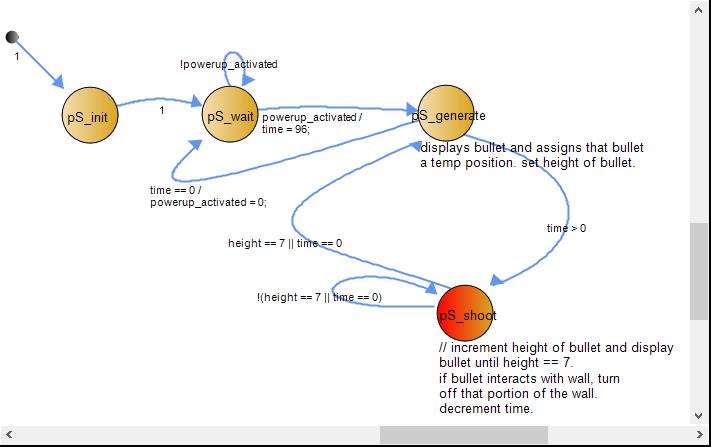 !powerup_activated
1
pS_init
1
pS_wait
powerup_activated /
time = 96;
pS_generate
displays bullet and assigns that bullet
a temp position. set height of bullet.
time == 0 /
powerup_activated = 0;
time > 0
height == 7 || time == 0
!(height == 7 || time == 0)
pS_shoot
// increment height of bullet and display
bullet until height == 7.
if bullet interacts with wall, turn
off that portion of the wall.
decrement time.